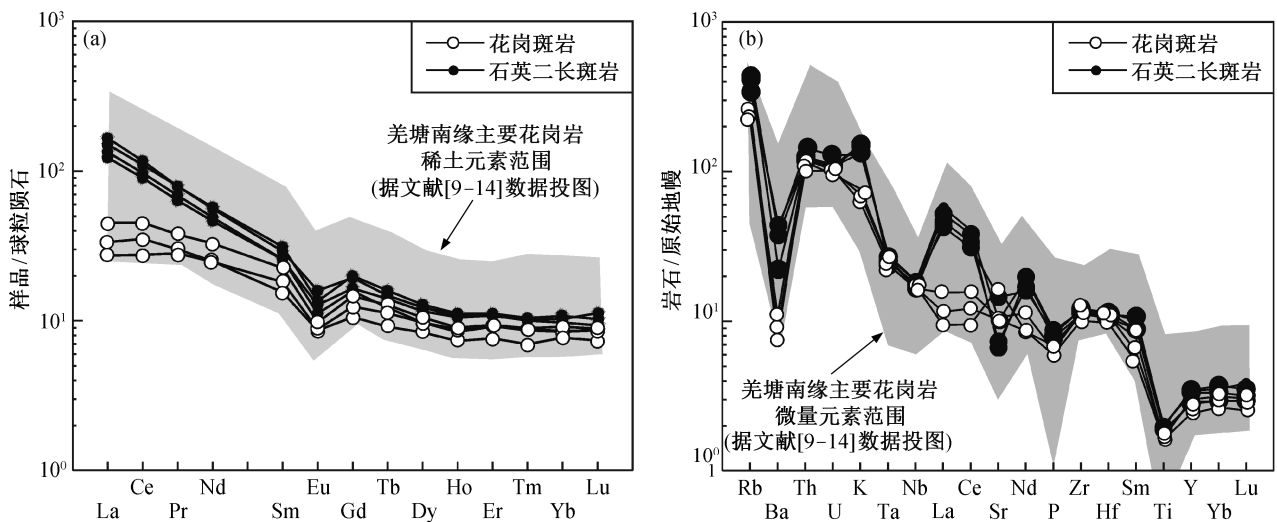 (a)
花岗斑岩
石英二长斑岩
羌塘南缘主要花岗岩
稀土元素范围
(据文献[9-14]数据投图)
样品/球粒陨石
10³
10²
10¹
10⁰
Ce Nd Eu Tb Ho Tm Lu
La Pr Sm Gd Dy Er Yb
(b)
花岗斑岩
石英二长斑岩
羌塘南缘主要花岗岩
微量元素范围
(据文献[9-14]数据投图)
岩石/原始地幔
10³
10²
10¹
10⁰
1
Rb Th K Nb Ce Nd Zr Sm Y Lu
Ba U Ta La Sr P Hf Ti Yb